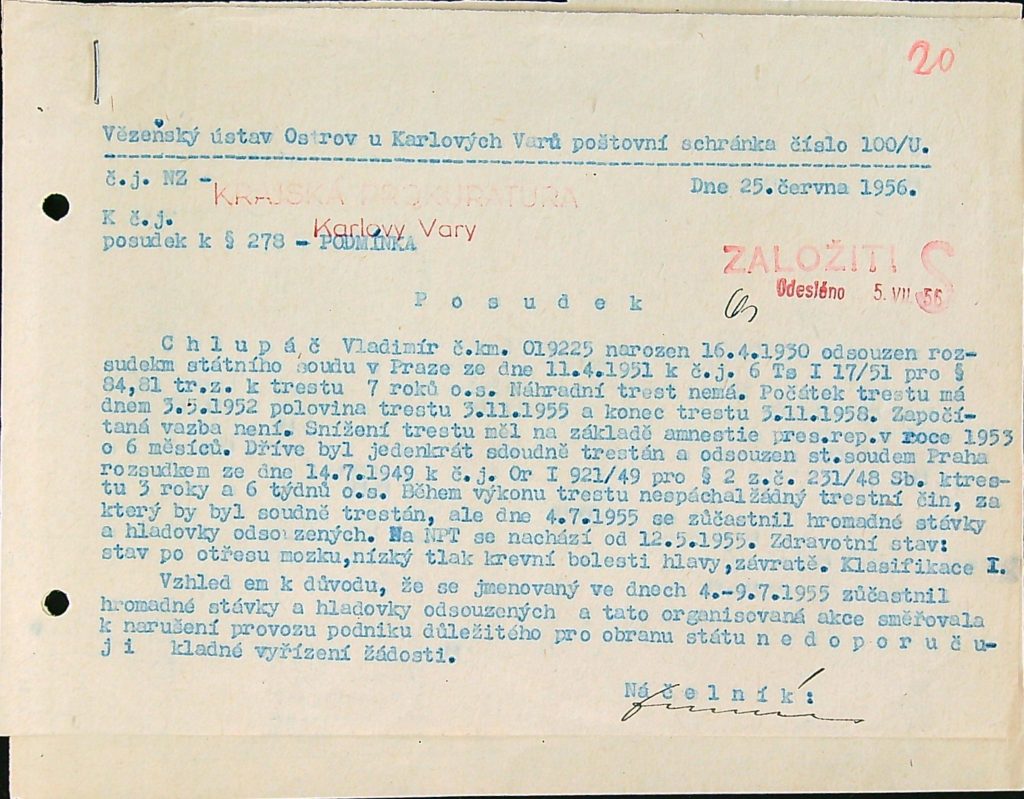 20
Vězeňský ústav Ostrov u Karlových Varů poštovní schránka číslo 100/U.
č.j. NZ -
KRAJSKÁ PROKURATURA
Dne 25.června 1956.
K č.j.
Karlovy Vary
posudek k § 278 - PODMÍNKA
ZALOŽITI
Odesláno 5. VII. 56
P o s u d e k
C h l u p á č Vladimír č.km. 019225 narozen 16.4.1930 odsouzen roz-
sudekm státního soudu v Praze ze dne 11.4.1951 k č.j. 6 Ts I 17/51 pro §
84,81 tr.z. k trestu 7 roků o.s. Náhradní trest nemá. Počátek trestu má
dnem 3.5.1952 polovina trestu 3.11.1955 a konec trestu 3.11.1958. Započí-
taná vazba není. Snížení trestu měl na základě amnestie pres.rep.v roce 1953
o 6 měsíců. Dříve byl jedenkrát sdoudně trestán a odsouzen st.soudem Praha
rozsudkem ze dne 14.7.1949 k č.j. Or I 921/49 pro § 2 z.č. 231/48 Sb. ktres-
tu 3 roky a 6 týdnů o.s. Během výkonu trestu nespáchalžádný trestní čin, za
který by byl soudně trestán, ale dne 4.7.1955 se zůčastnil hromadné stávky
a hladovky odsouzených. Na NPT se nachází od 12.5.1955. Zdravotní stav:
stav po otřesu mozku,nízký tlak krevní bolesti hlavy,závratě. Klasifikace I.
Vzhled em k důvodu, že se jmenovaný ve dnech 4.-9.7.1955 zůčastnil
hromadné stávky a hladovky odsouzených a tato organisovaná akce směřovala
k narušení provozu podniku důležitého pro obranu státu n e d o p o r u č u-
j i kladné vyřízení žádosti.
Náčelník: